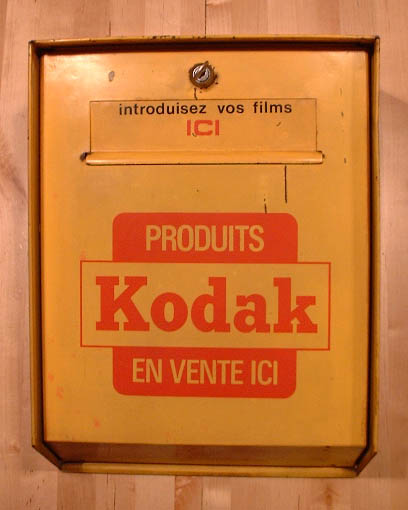 introduisez vos films
ICI
PRODUITS
Kodak
EN VENTE ICI